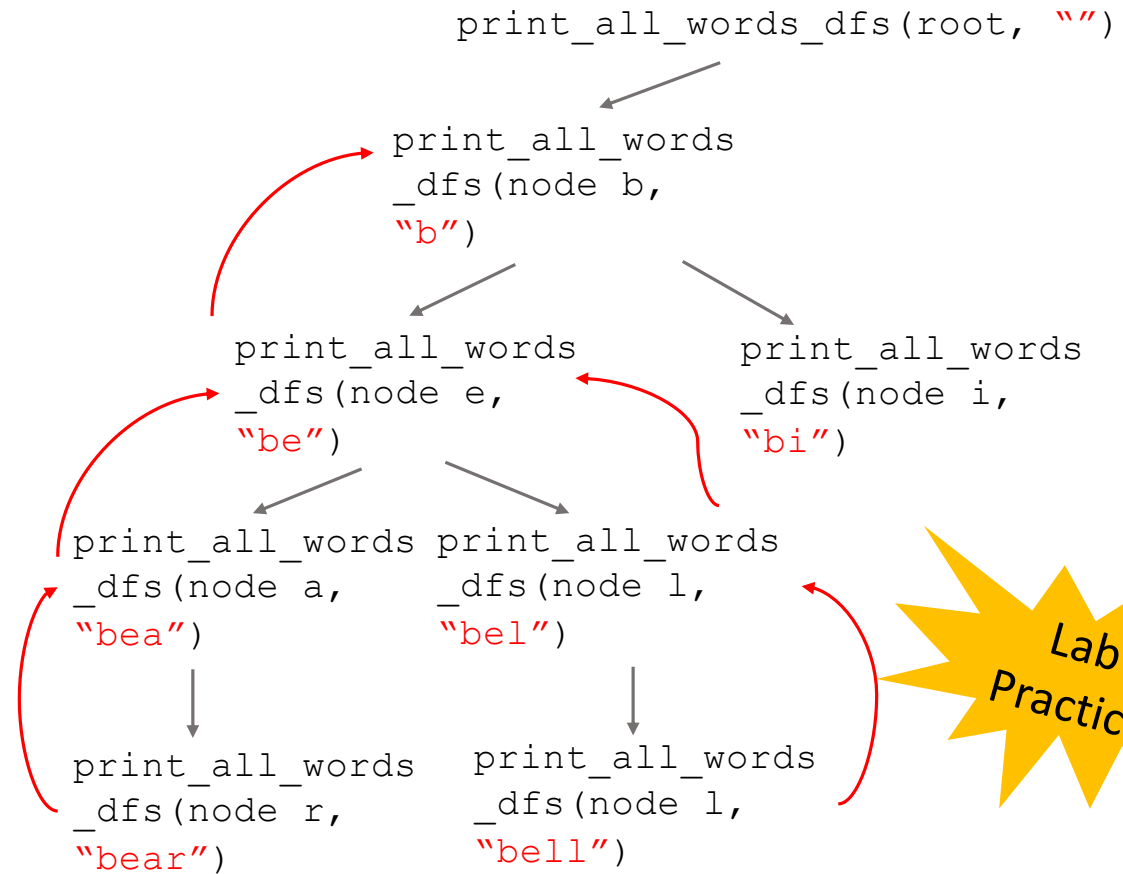 print_all_words_dfs(root, “”)
print_all_words
_dfs(node b,
“b”)
print_all_words
_dfs(node e,
“be”)
print_all_words
_dfs(node i,
“bi”)
print_all_words
_dfs(node a,
“bea”)
print_all_words
_dfs(node l,
“bel”)
Lab
Practic
print_all_words
_dfs(node r,
“bear”)
print_all_words
_dfs(node l,
“bell”)